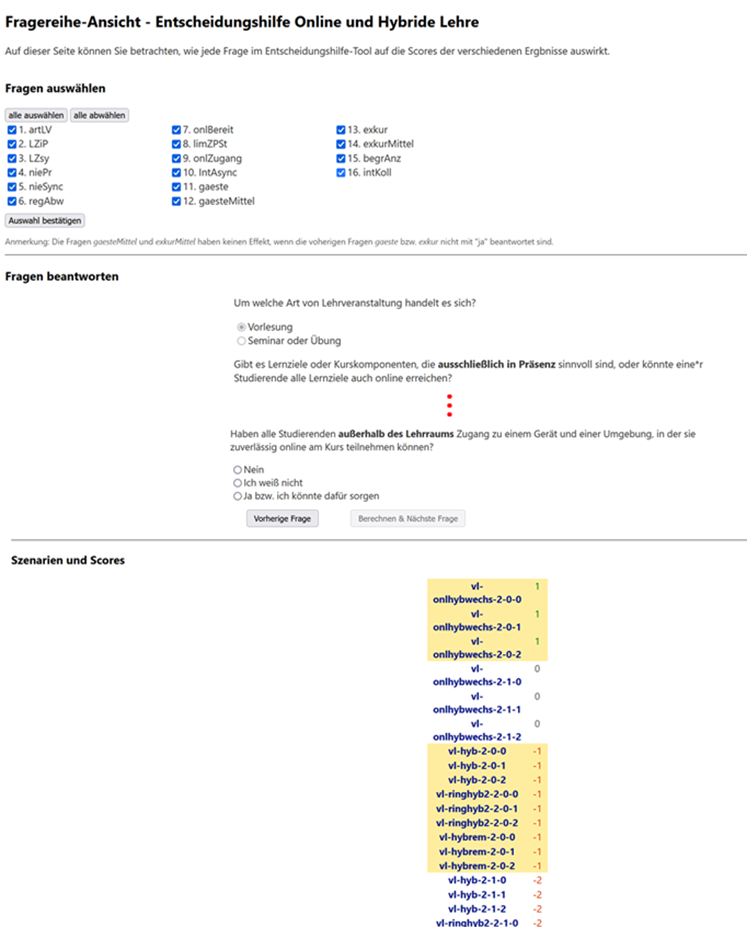 Fragereihe-Ansicht - Entscheidungshilfe Online und Hybride Lehre
Auf dieser Seite können Sie betrachten, wie jede Frage im Entscheidungshilfe-Tool auf die Scores der verschiedenen Ergbnisse auswirkt.
Fragen auswählen
alle auswählen alle abwählen
1. artLV
2. LZiP
3. LZsy
4. niePr
5. nieSync
6. regAbw
7. onlBereit
8. limZPSt
9. onlZugang
10. IntAsync
11. gaeste
12. gaesteMittel
13. exkur
14. exkurMittel
15. begrAnz
16. intKoll
Auswahl bestätigen
Anmerkung: Die Fragen gaesteMittel und exkurMittel haben keinen Effekt, wenn die voherigen Fragen gaeste bzw. exkur nicht mit "ja" beantwortet sind.
Fragen beantworten
Um welche Art von Lehrveranstaltung handelt es sich?
Vorlesung
Seminar oder Übung
Gibt es Lernziele oder Kurskomponenten, die ausschließlich in Präsenz sinnvoll sind, oder könnte eine*r
Studierende alle Lernziele auch online erreichen?
Haben alle Studierenden außerhalb des Lehrraums Zugang zu einem Gerät und einer Umgebung, in der sie
zuverlässig online am Kurs teilnehmen können?
Nein
Ich weiß nicht
Ja bzw. ich könnte dafür sorgen
Vorherige Frage Berechnen & Nächste Frage
Szenarien und Scores
vl- 1
onlhybwechs-2-0-0
vl- 1
onlhybwechs-2-0-1
vl- 1
onlhybwechs-2-0-2
vl- 0
onlhybwechs-2-1-0
vl- 0
onlhybwechs-2-1-1
vl- 0
onlhybwechs-2-1-2
vl-hyb-2-0-0 -1
vl-hyb-2-0-1 -1
vl-hyb-2-0-2 -1
vl-ringhyb2-2-0-0 -1
vl-ringhyb2-2-0-1 -1
vl-ringhyb2-2-0-2 -1
vl-hybrem-2-0-0 -1
vl-hybrem-2-0-1 -1
vl-hybrem-2-0-2 -1
vl-hyb-2-1-0 -2
vl-hyb-2-1-1 -2
vl-hyb-2-1-2 -2
vl-ringhyb2-2-1-0 -2